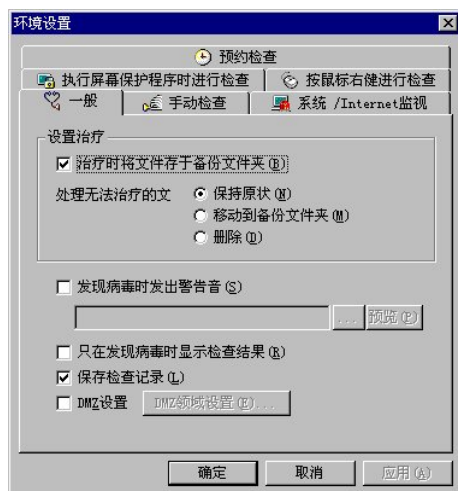 环境设置
预约检查
执行屏幕保护程序时进行检查 按鼠标右健进行检查
一般 手动检查 系统 /Internet监视
设置治疗
治疗时将文件存于备份文件夹(B)
处理无法治疗的文 保持原状(N)
移动到备份文件夹(M)
删除(D)
发现病毒时发出警告音(S)
... 预览(P)
只在发现病毒时显示检查结果(R)
保存检查记录(L)
DMZ设置 DMZ领域设置(E)...
确定 取消 应用(A)